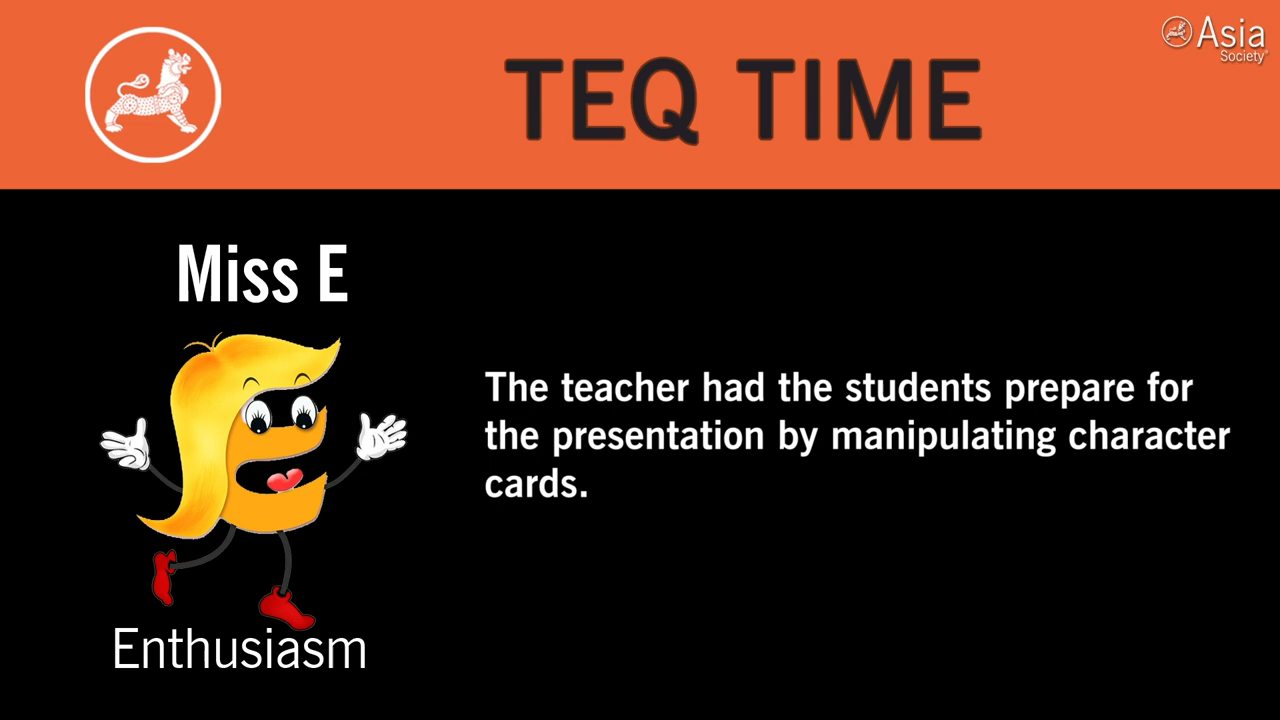 Asia
Society
TEQ TIME
Miss E
The teacher had the students prepare for
the presentation by manipulating character
cards.
Enthusiasm